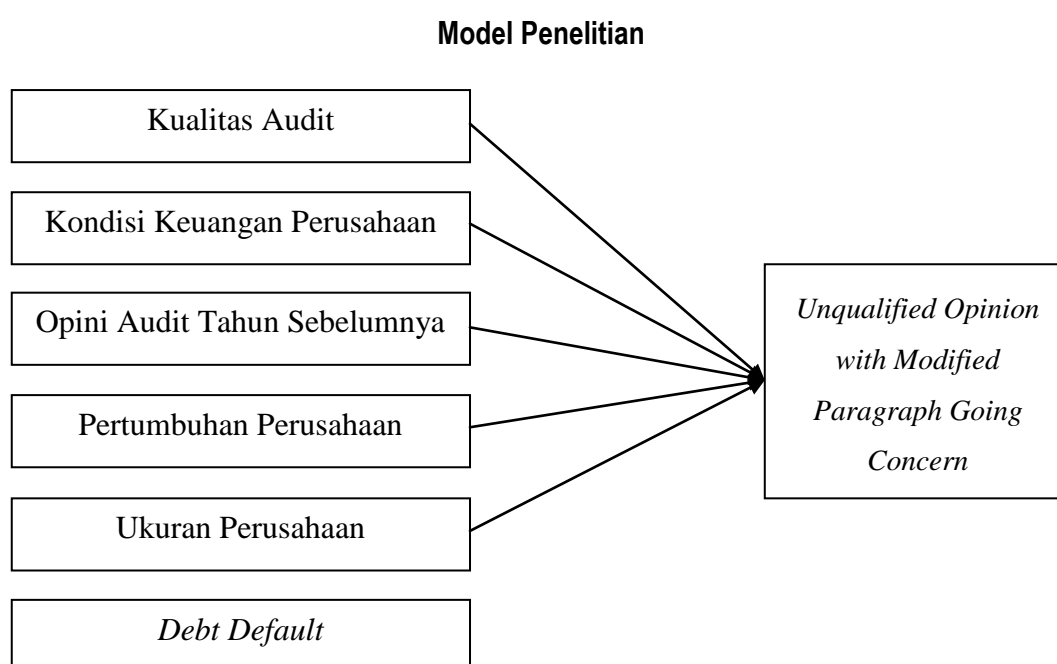 Model Penelitian
Kualitas Audit
Kondisi Keuangan Perusahaan
Opini Audit Tahun Sebelumnya
Pertumbuhan Perusahaan
Ukuran Perusahaan
Debt Default
Unqualified Opinion
with Modified
Paragraph Going
Concern